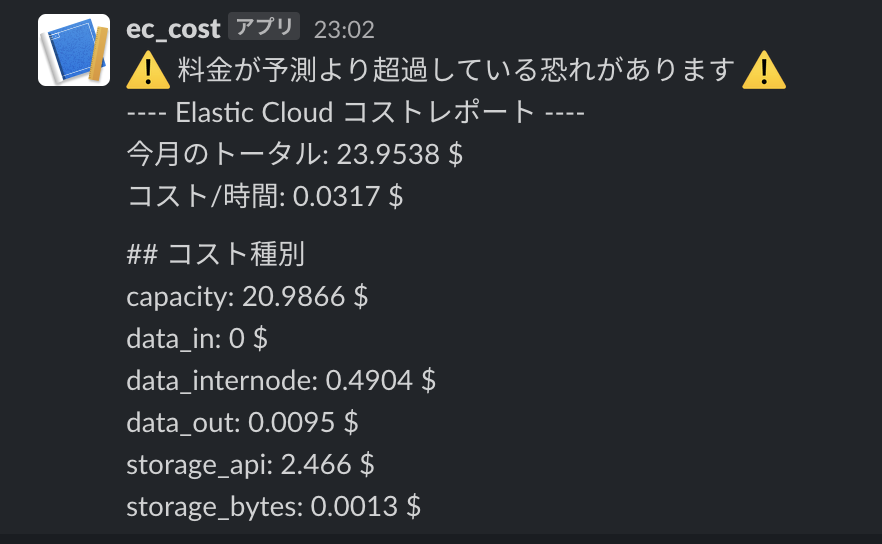 ec_cost アプリ 23:02
⚠️ 料金が予測より超過している恐れがあります ⚠️
---- Elastic Cloud コストレポート ----
今月のトータル: 23.9538 $
コスト/時間: 0.0317 $
## コスト種別
capacity: 20.9866 $
data_in: 0 $
data_internode: 0.4904 $
data_out: 0.0095 $
storage_api: 2.466 $
storage_bytes: 0.0013 $